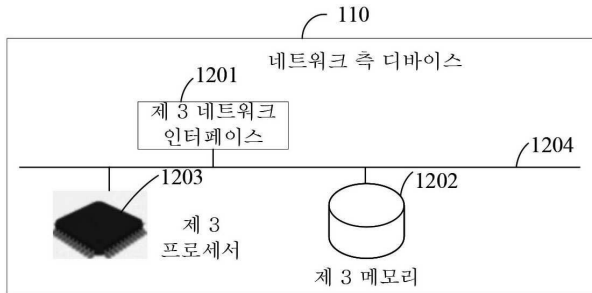 110
네트워크 측 디바이스
1201
제 3 네트워크
인터페이스
1204
1203
1202
제 3
프로세서
제 3 메모리